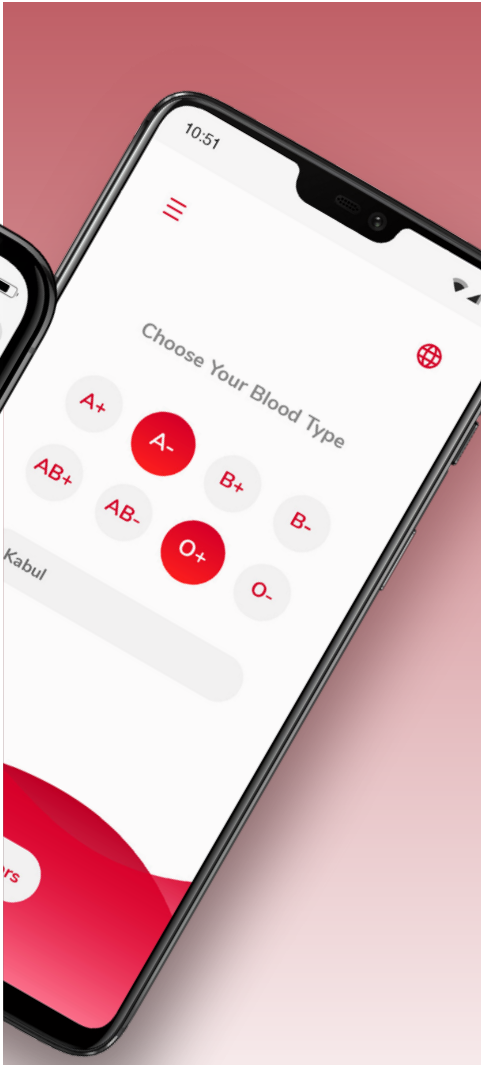 10:51
Choose Your Blood Type
A+ A- B+ B-
AB+ AB- O+ O-
Kabul